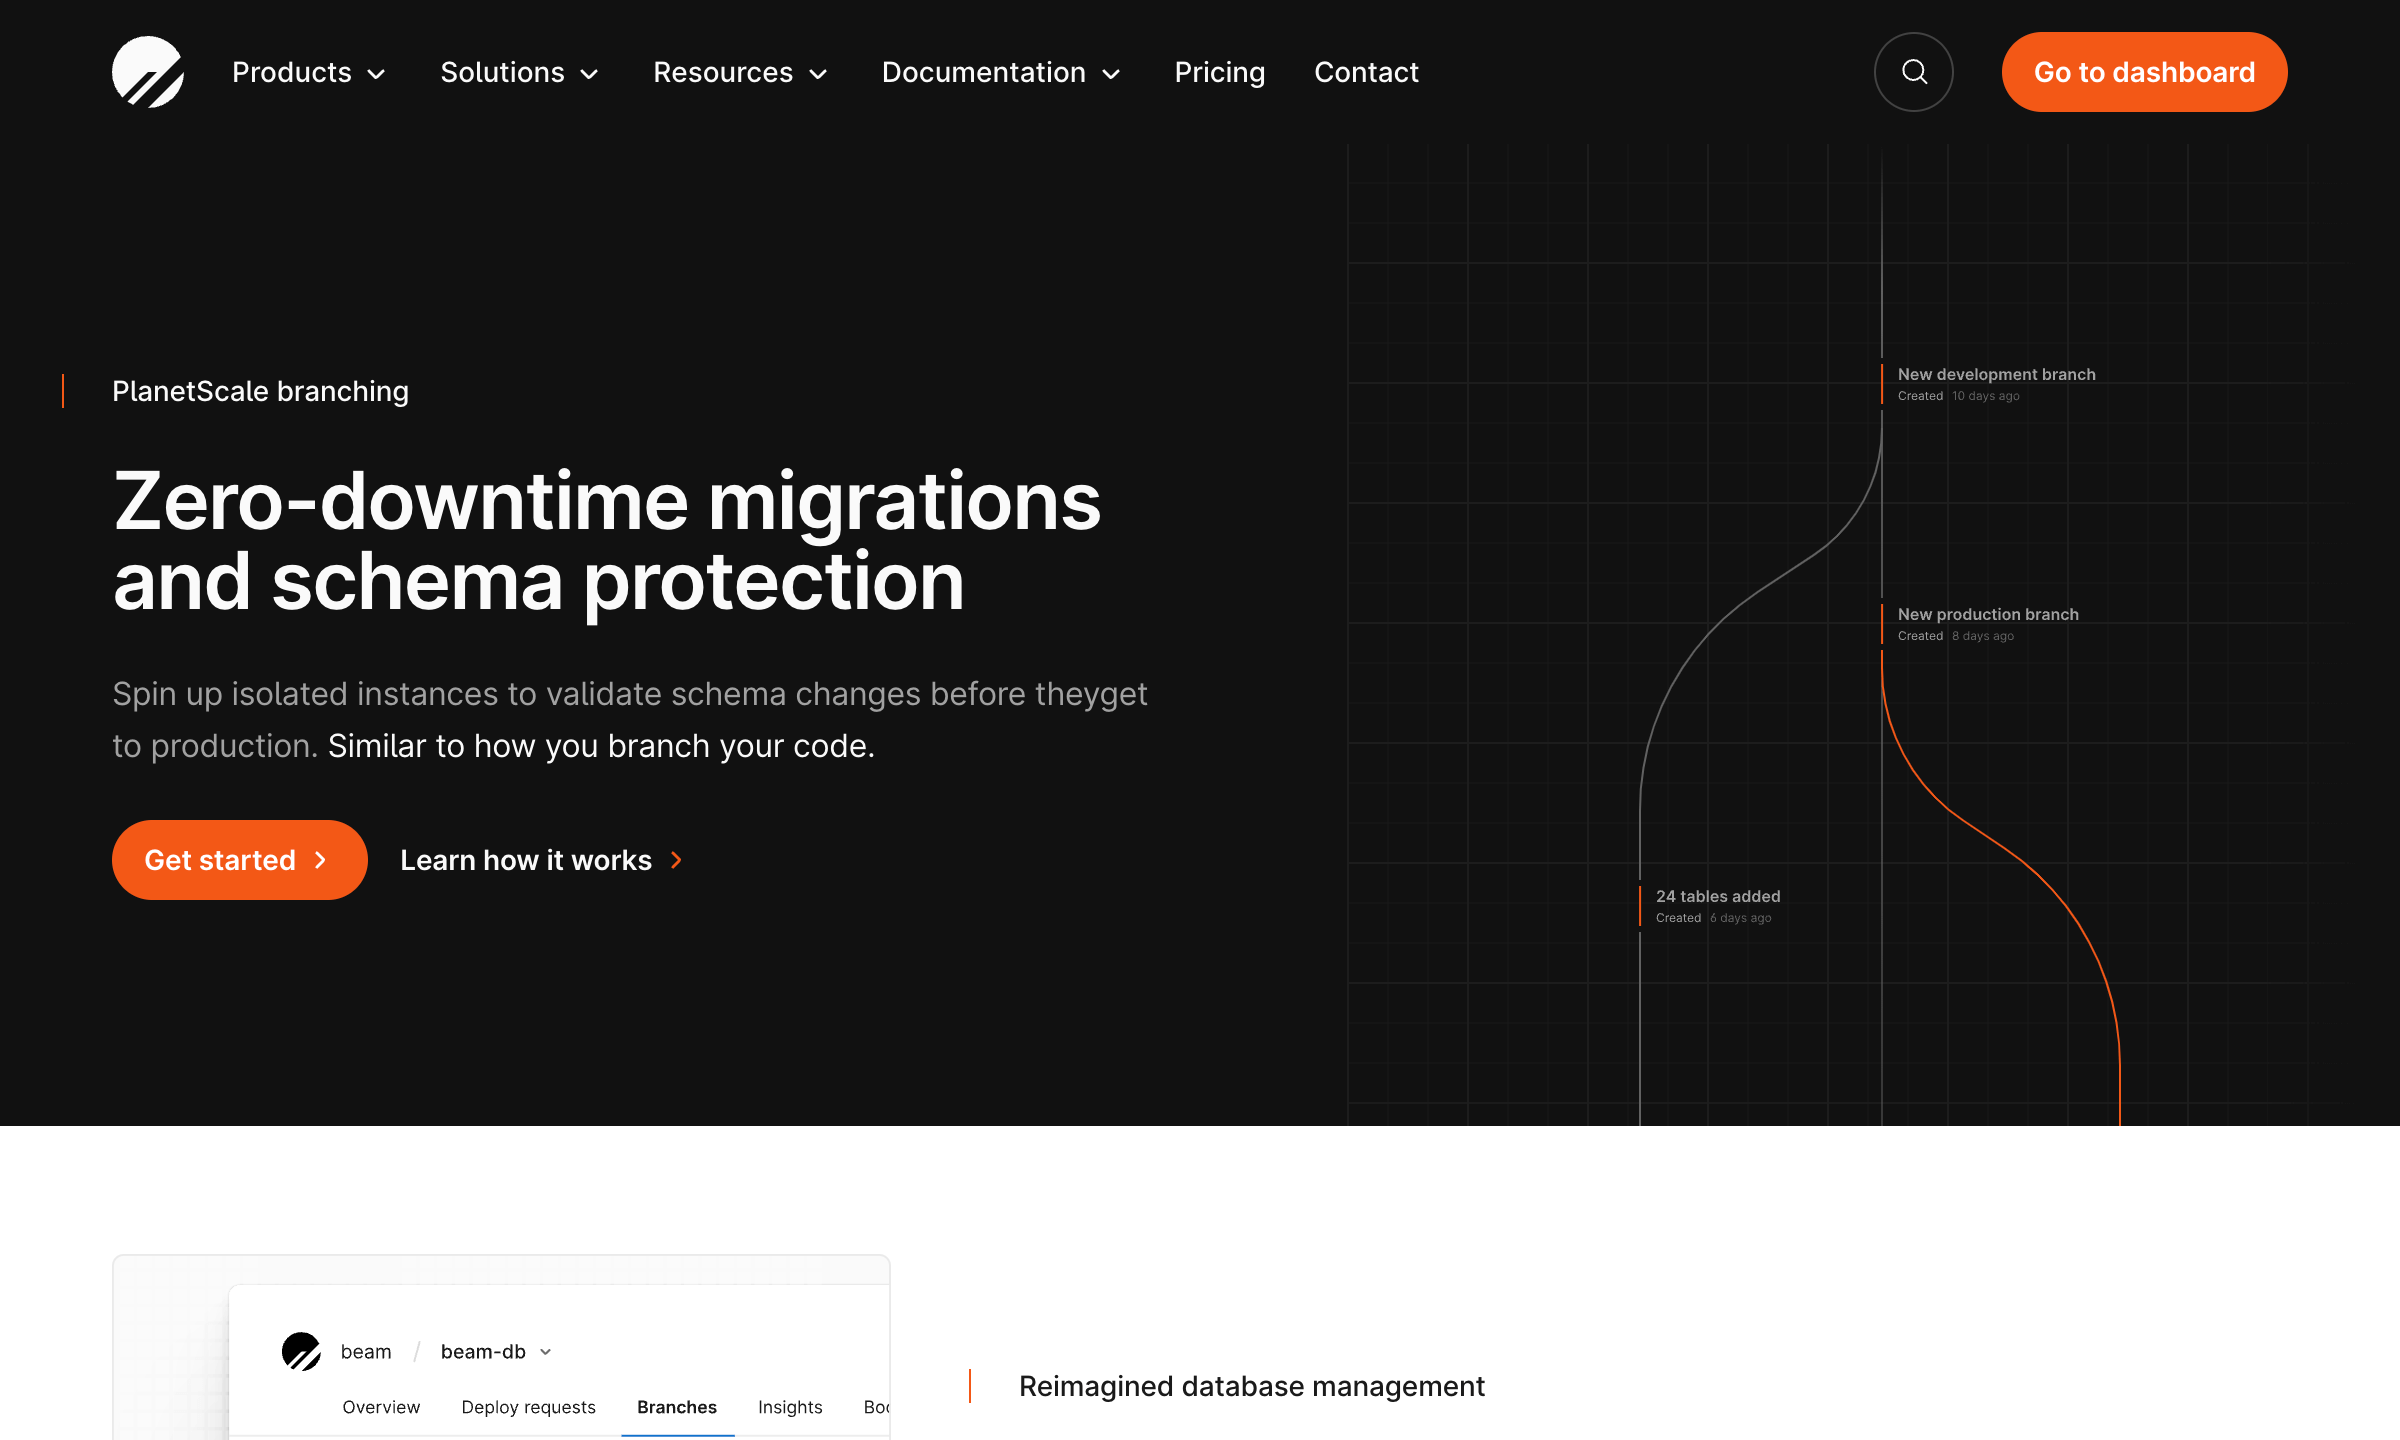 Products
Solutions
Resources
Documentation
Pricing
Contact
Go to dashboard
PlanetScale branching
Zero-downtime migrations
and schema protection
Spin up isolated instances to validate schema changes before theyget
to production. Similar to how you branch your code.
Get started
Learn how it works
New development branch
Created 10 days ago
New production branch
Created 8 days ago
24 tables added
Created 6 days ago
beam / beam-db
Overview Deploy requests Branches Insights
Reimagined database management